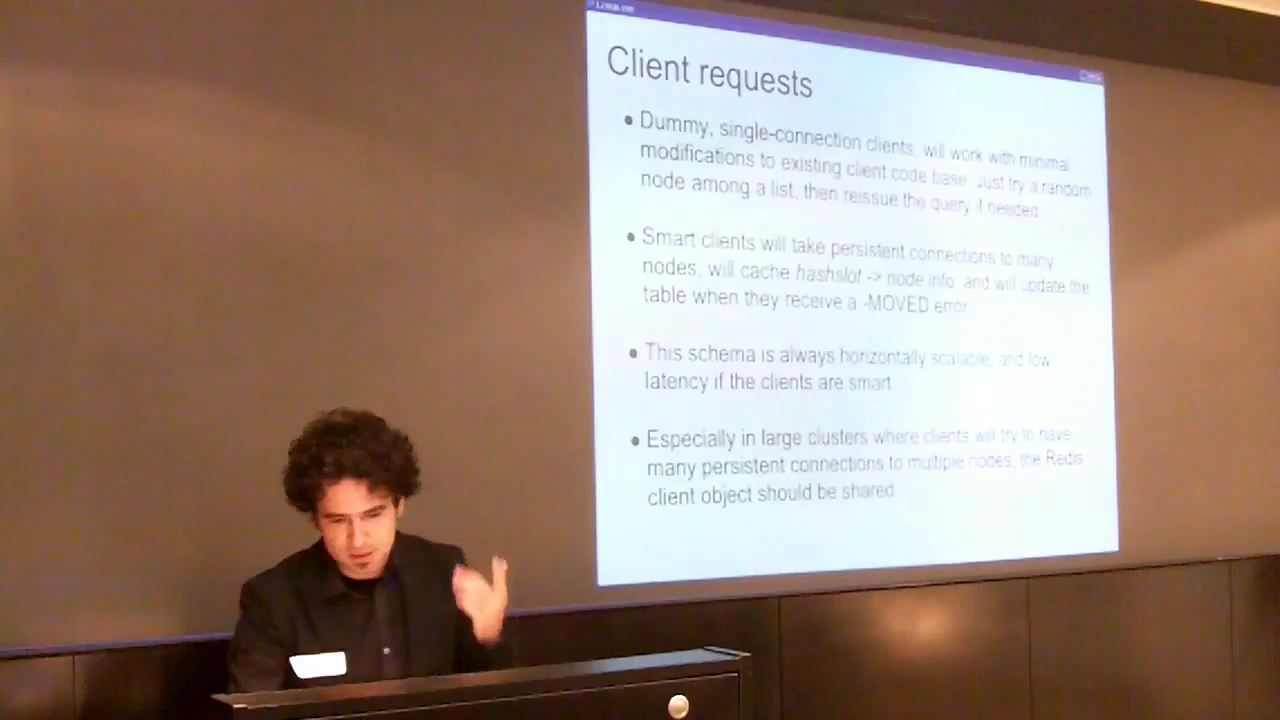 Client requests
• Dummy, single-connection clients, will work with minimal
modifications to existing client code base. Just try a random
node among a list, then reissue the query if needed.
• Smart clients will take persistent connections to many
nodes, will cache hashslot -> node info, and will update the
table when they receive a -MOVED error.
• This schema is always horizontally scalable, and low
latency if the clients are smart.
• Especially in large clusters where clients will try to have
many persistent connections to multiple nodes, the Redis
client object should be shared.